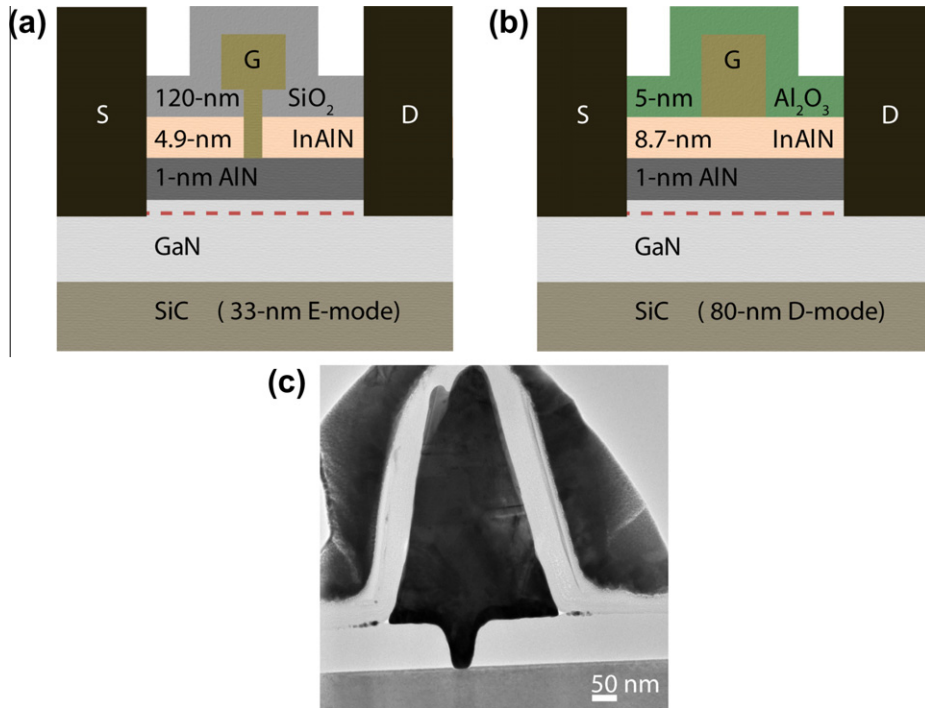 (a)
G
120-nm SiO₂
S
D
4.9-nm InAlN
1-nm AlN
GaN
SiC ( 33-nm E-mode)
(b)
G
5-nm Al₂O₃
S
D
8.7-nm InAlN
1-nm AlN
GaN
SiC ( 80-nm D-mode)
(c)
50 nm